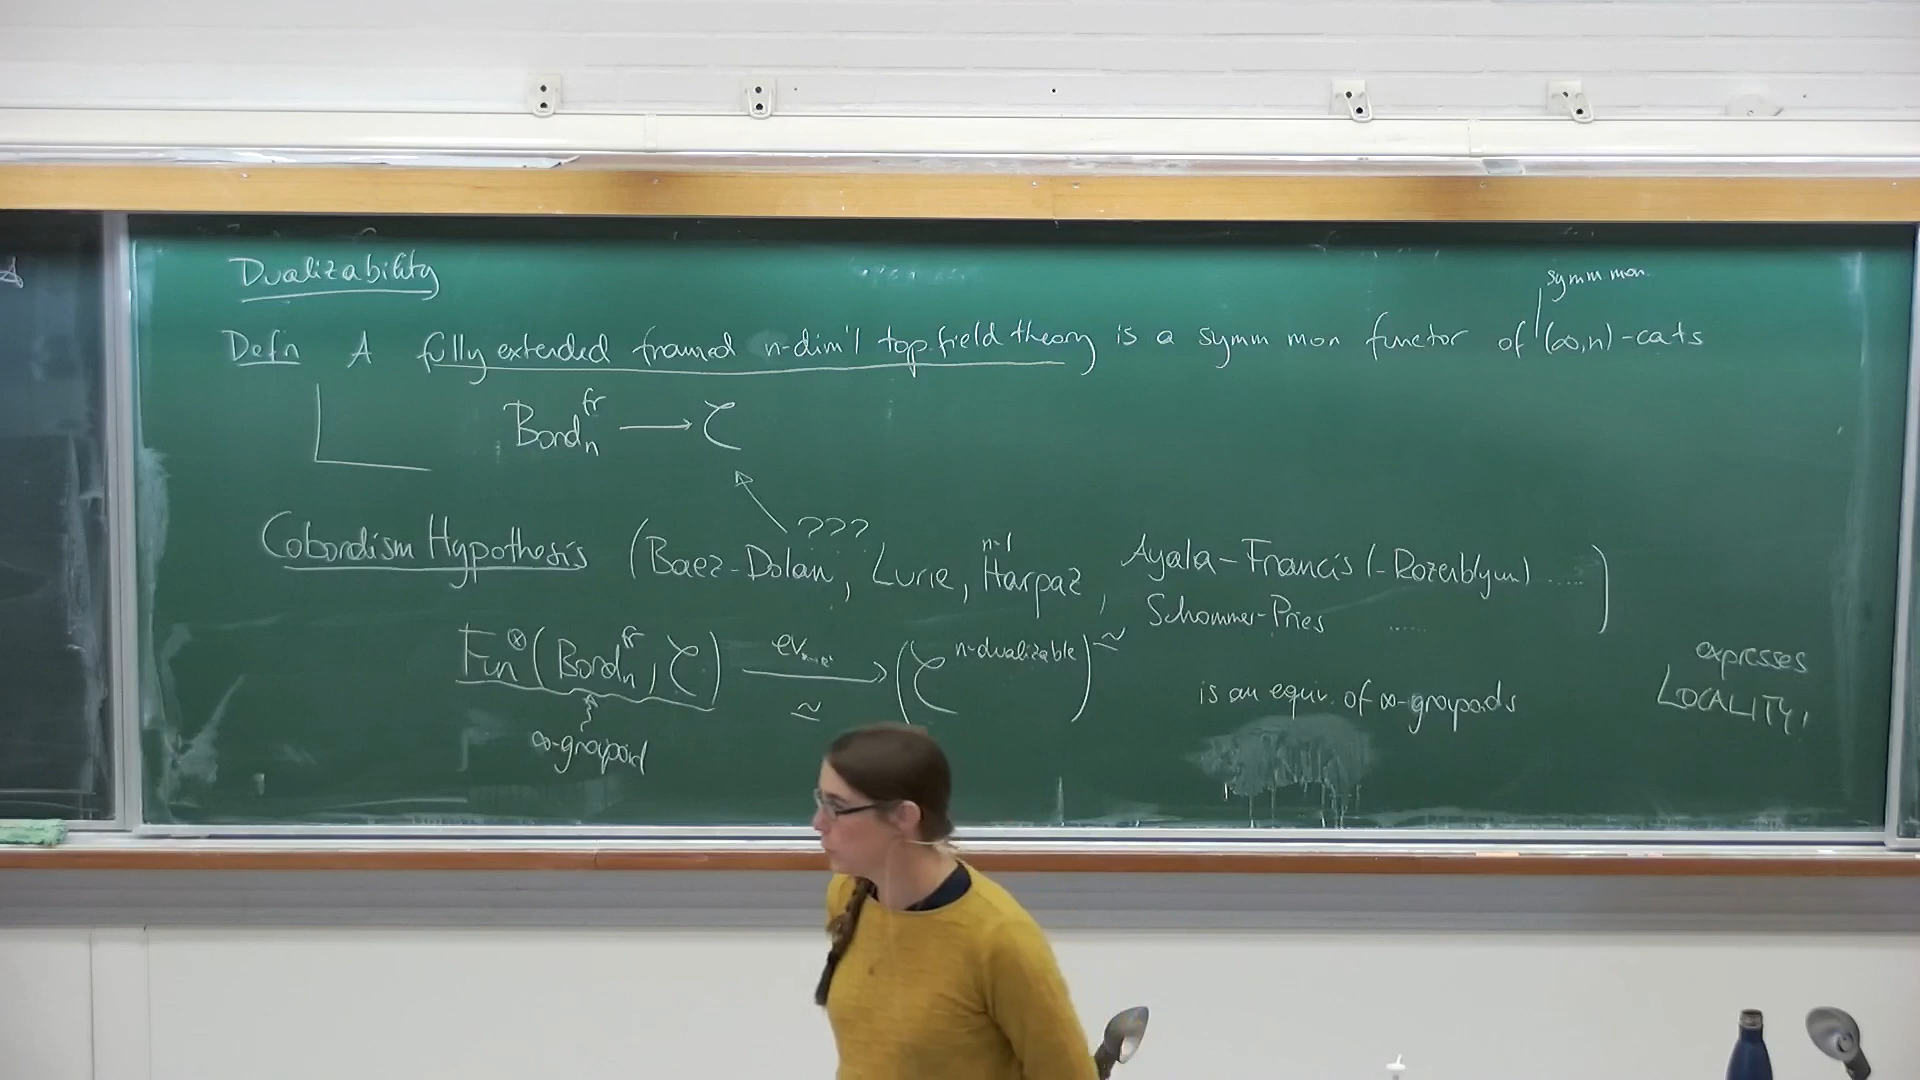 Dualizability
symm mon.
Defn A fully extended framed n-dim'l top. field theory is a symm mon functor of (∞,n)-cats
Bord_n^fr ⟶ C
???
Cobordism Hypothesis (Baez-Dolan, Lurie, Harpaz, Ayala-Francis (-Rozenblyum) .....
n-1
Schommer-Pries ......)
Fun^⊗(Bord_n^fr, C) ⟶ (C^n-dualizable)^≃
ev
≃
is an equiv. of ∞-groupoids
∞-groupoid
expresses
LOCALITY!